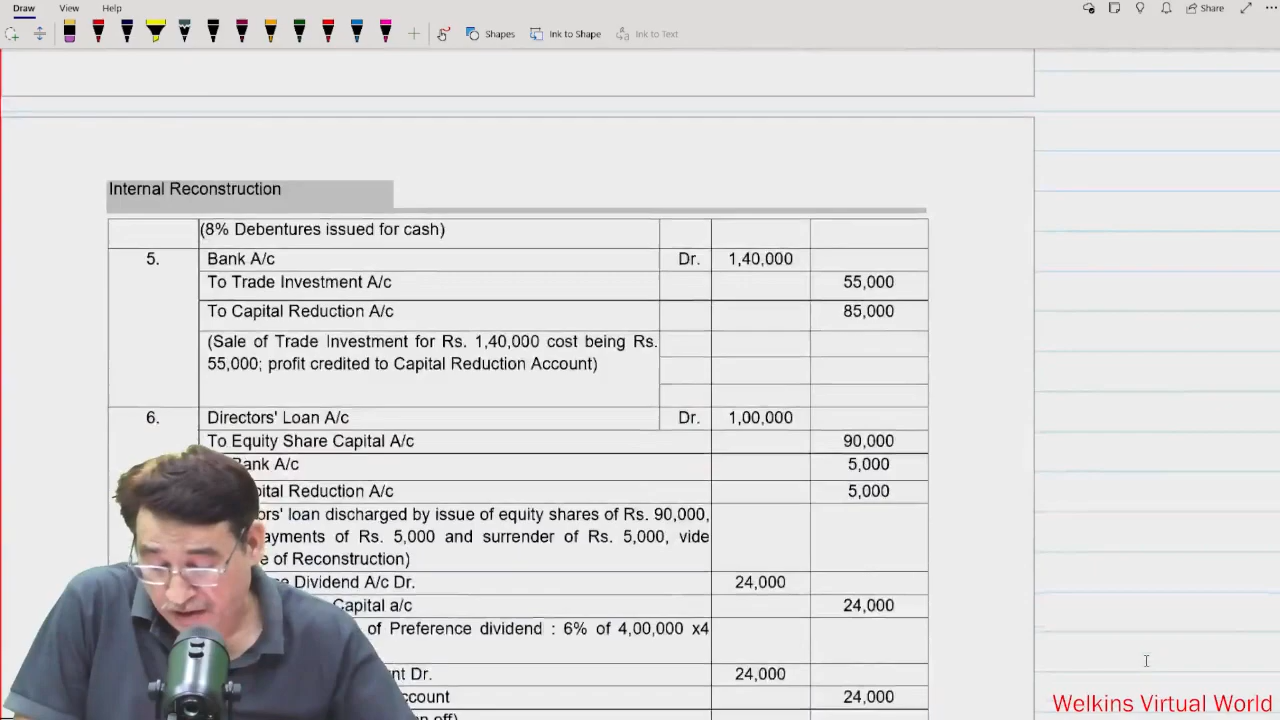 Draw View Help Share
Shapes Ink to Shape Ink to Text
Internal Reconstruction
(8% Debentures issued for cash)
5. Bank A/c Dr. 1,40,000
To Trade Investment A/c 55,000
To Capital Reduction A/c 85,000
(Sale of Trade Investment for Rs. 1,40,000 cost being Rs.
55,000; profit credited to Capital Reduction Account)
6. Directors' Loan A/c Dr. 1,00,000
To Equity Share Capital A/c 90,000
Bank A/c 5,000
Reduction A/c 5,000
loan discharged by issue of equity shares of Rs. 90,000,
of Rs. 5,000 and surrender of Rs. 5,000, vide
of Reconstruction)
Dividend A/c Dr. 24,000
Capital a/c 24,000
of Preference dividend : 6% of 4,00,000 x4
Dr. 24,000
24,000
off)
Welkins Virtual World